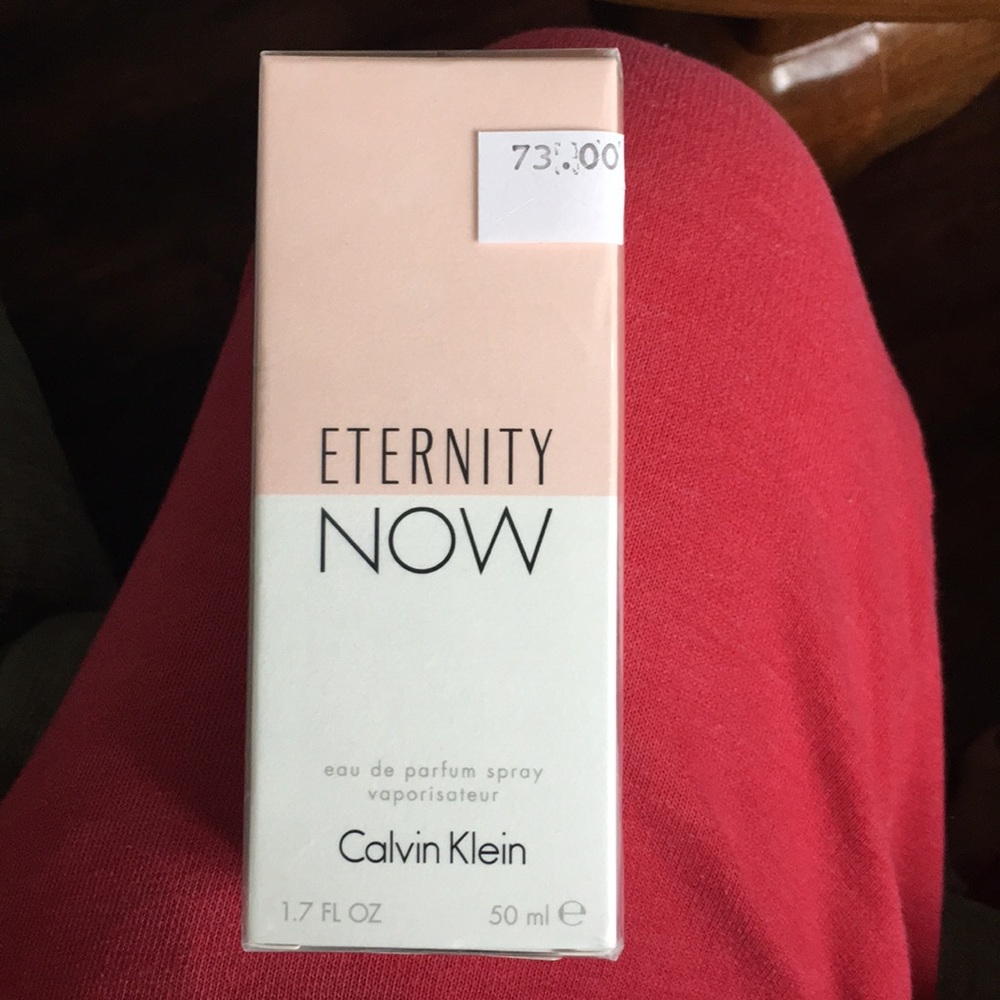 73.00
ETERNITY
NOW
eau de parfum spray
vaporisateur
Calvin Klein
1.7 FL OZ 50 ml ℮